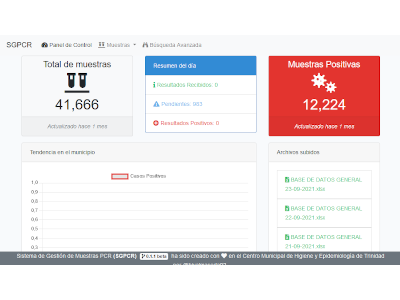 SGPCR Panel de Control Muestras Búsqueda Avanzada
Total de muestras
41,666
Actualizado hace 1 mes
Resumen del día
Resultados Recibidos: 0
Pendientes: 983
Resultados Positivos: 0
Muestras Positivas
12,224
Actualizado hace 1 mes
Tendencia en el municipio
Casos Positivos
1,0
0,9
0,8
0,7
0,6
0,5
0,4
0,3
Archivos subidos
BASE DE DATOS GENERAL
23-09-2021.xlsx
BASE DE DATOS GENERAL
22-09-2021.xlsx
BASE DE DATOS GENERAL
21-09-2021.xlsx
Sistema de Gestión de Muestras PCR (SGPCR) 0.1.1 beta ha sido creado con en el Centro Municipal de Higiene y Epidemiología de Trinidad